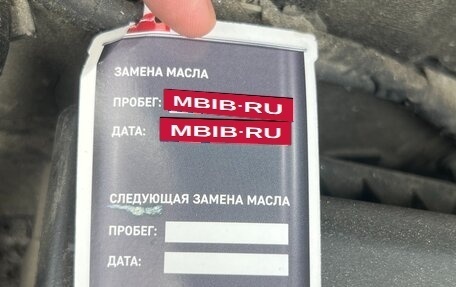 ЗАМЕНА МАСЛА
ПРОБЕГ: MBIB-RU
ДАТА: MBIB-RU
СЛЕДУЮЩАЯ ЗАМЕНА МАСЛА
ПРОБЕГ:
ДАТА: